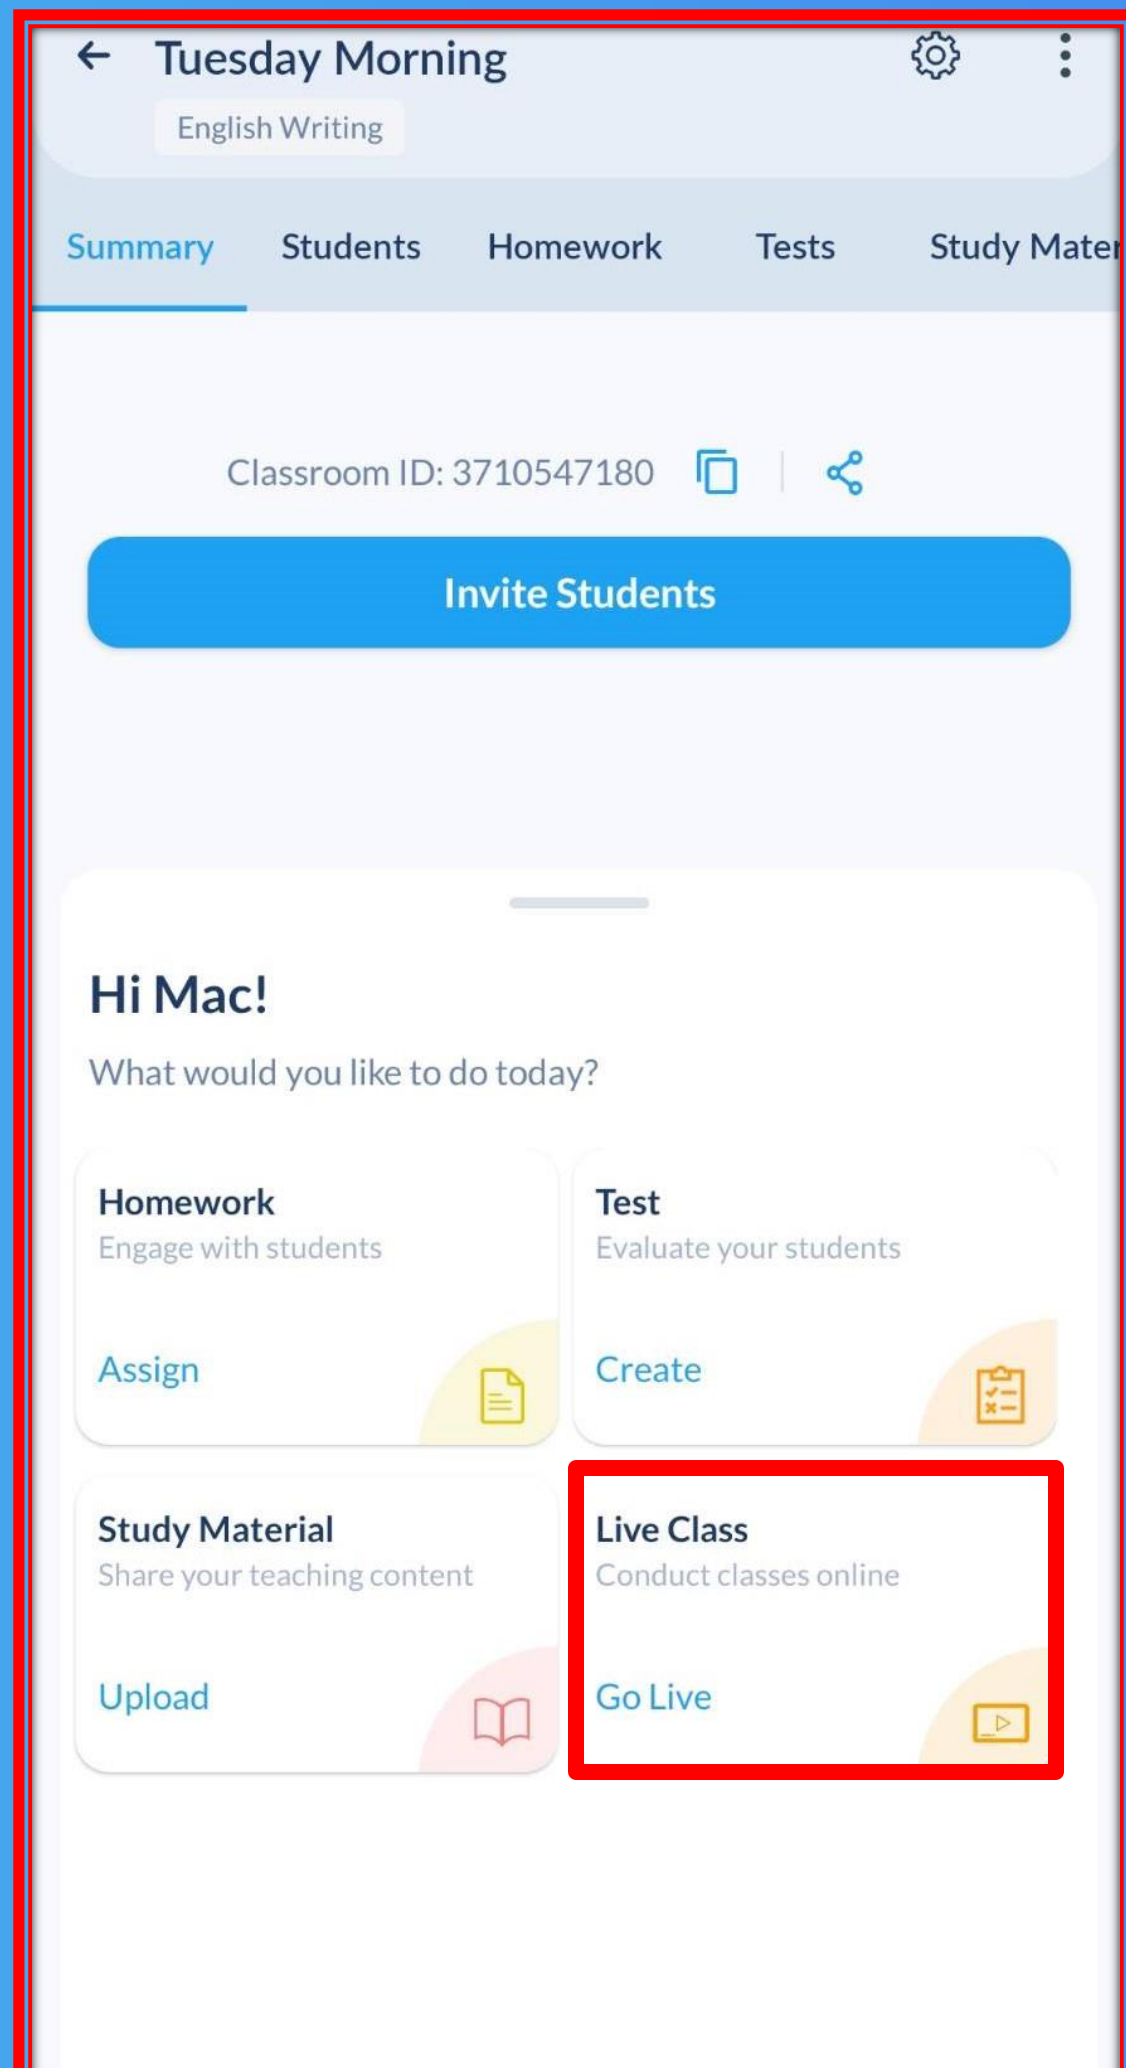 Tuesday Morning
English Writing
Summary Students Homework Tests Study Mater
Classroom ID: 3710547180
Invite Students
Hi Mac!
What would you like to do today?
Homework
Engage with students
Assign
Test
Evaluate your students
Create
Study Material
Share your teaching content
Upload
Live Class
Conduct classes online
Go Live